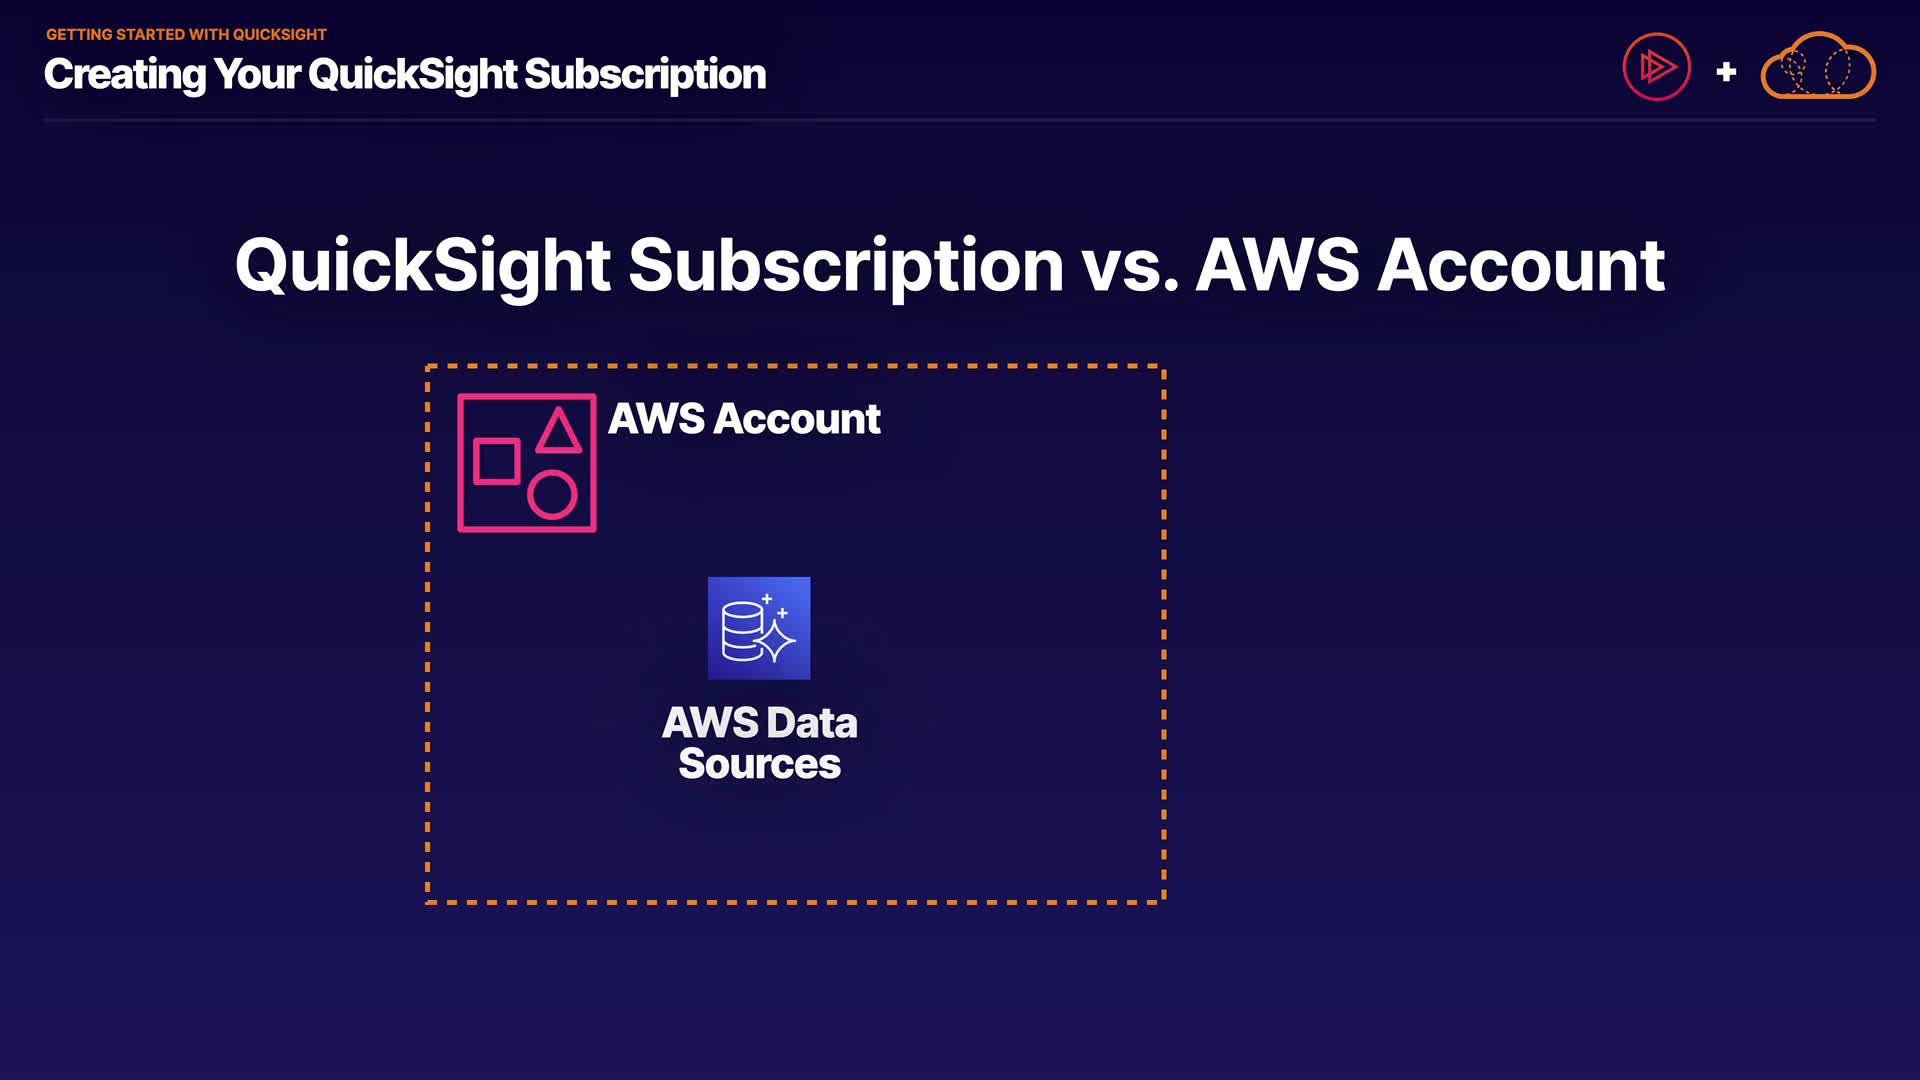 GETTING STARTED WITH QUICKSIGHT
Creating Your QuickSight Subscription
QuickSight Subscription vs. AWS Account
AWS Account
AWS Data
Sources